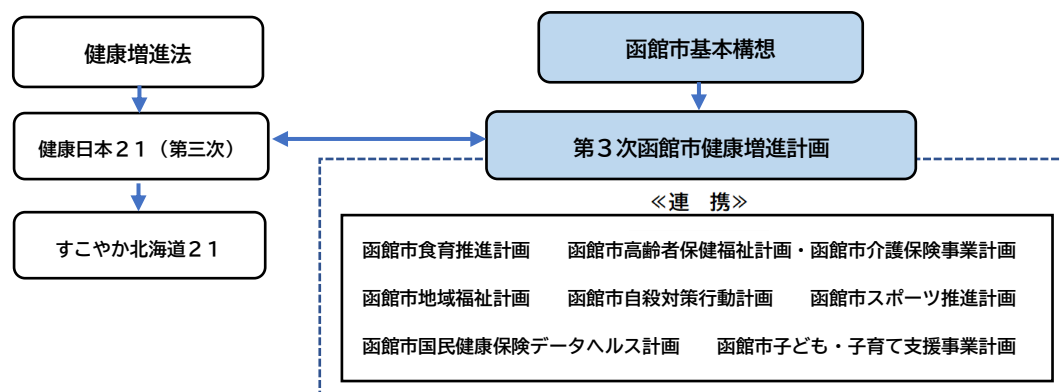 健康増進法
函館市基本構想
健康日本２１（第三次）
第３次函館市健康増進計画
≪連　携≫
すこやか北海道２１
函館市食育推進計画　　函館市高齢者保健福祉計画・函館市介護保険事業計画
函館市地域福祉計画　　函館市自殺対策行動計画　　函館市スポーツ推進計画
函館市国民健康保険データヘルス計画　　函館市子ども・子育て支援事業計画